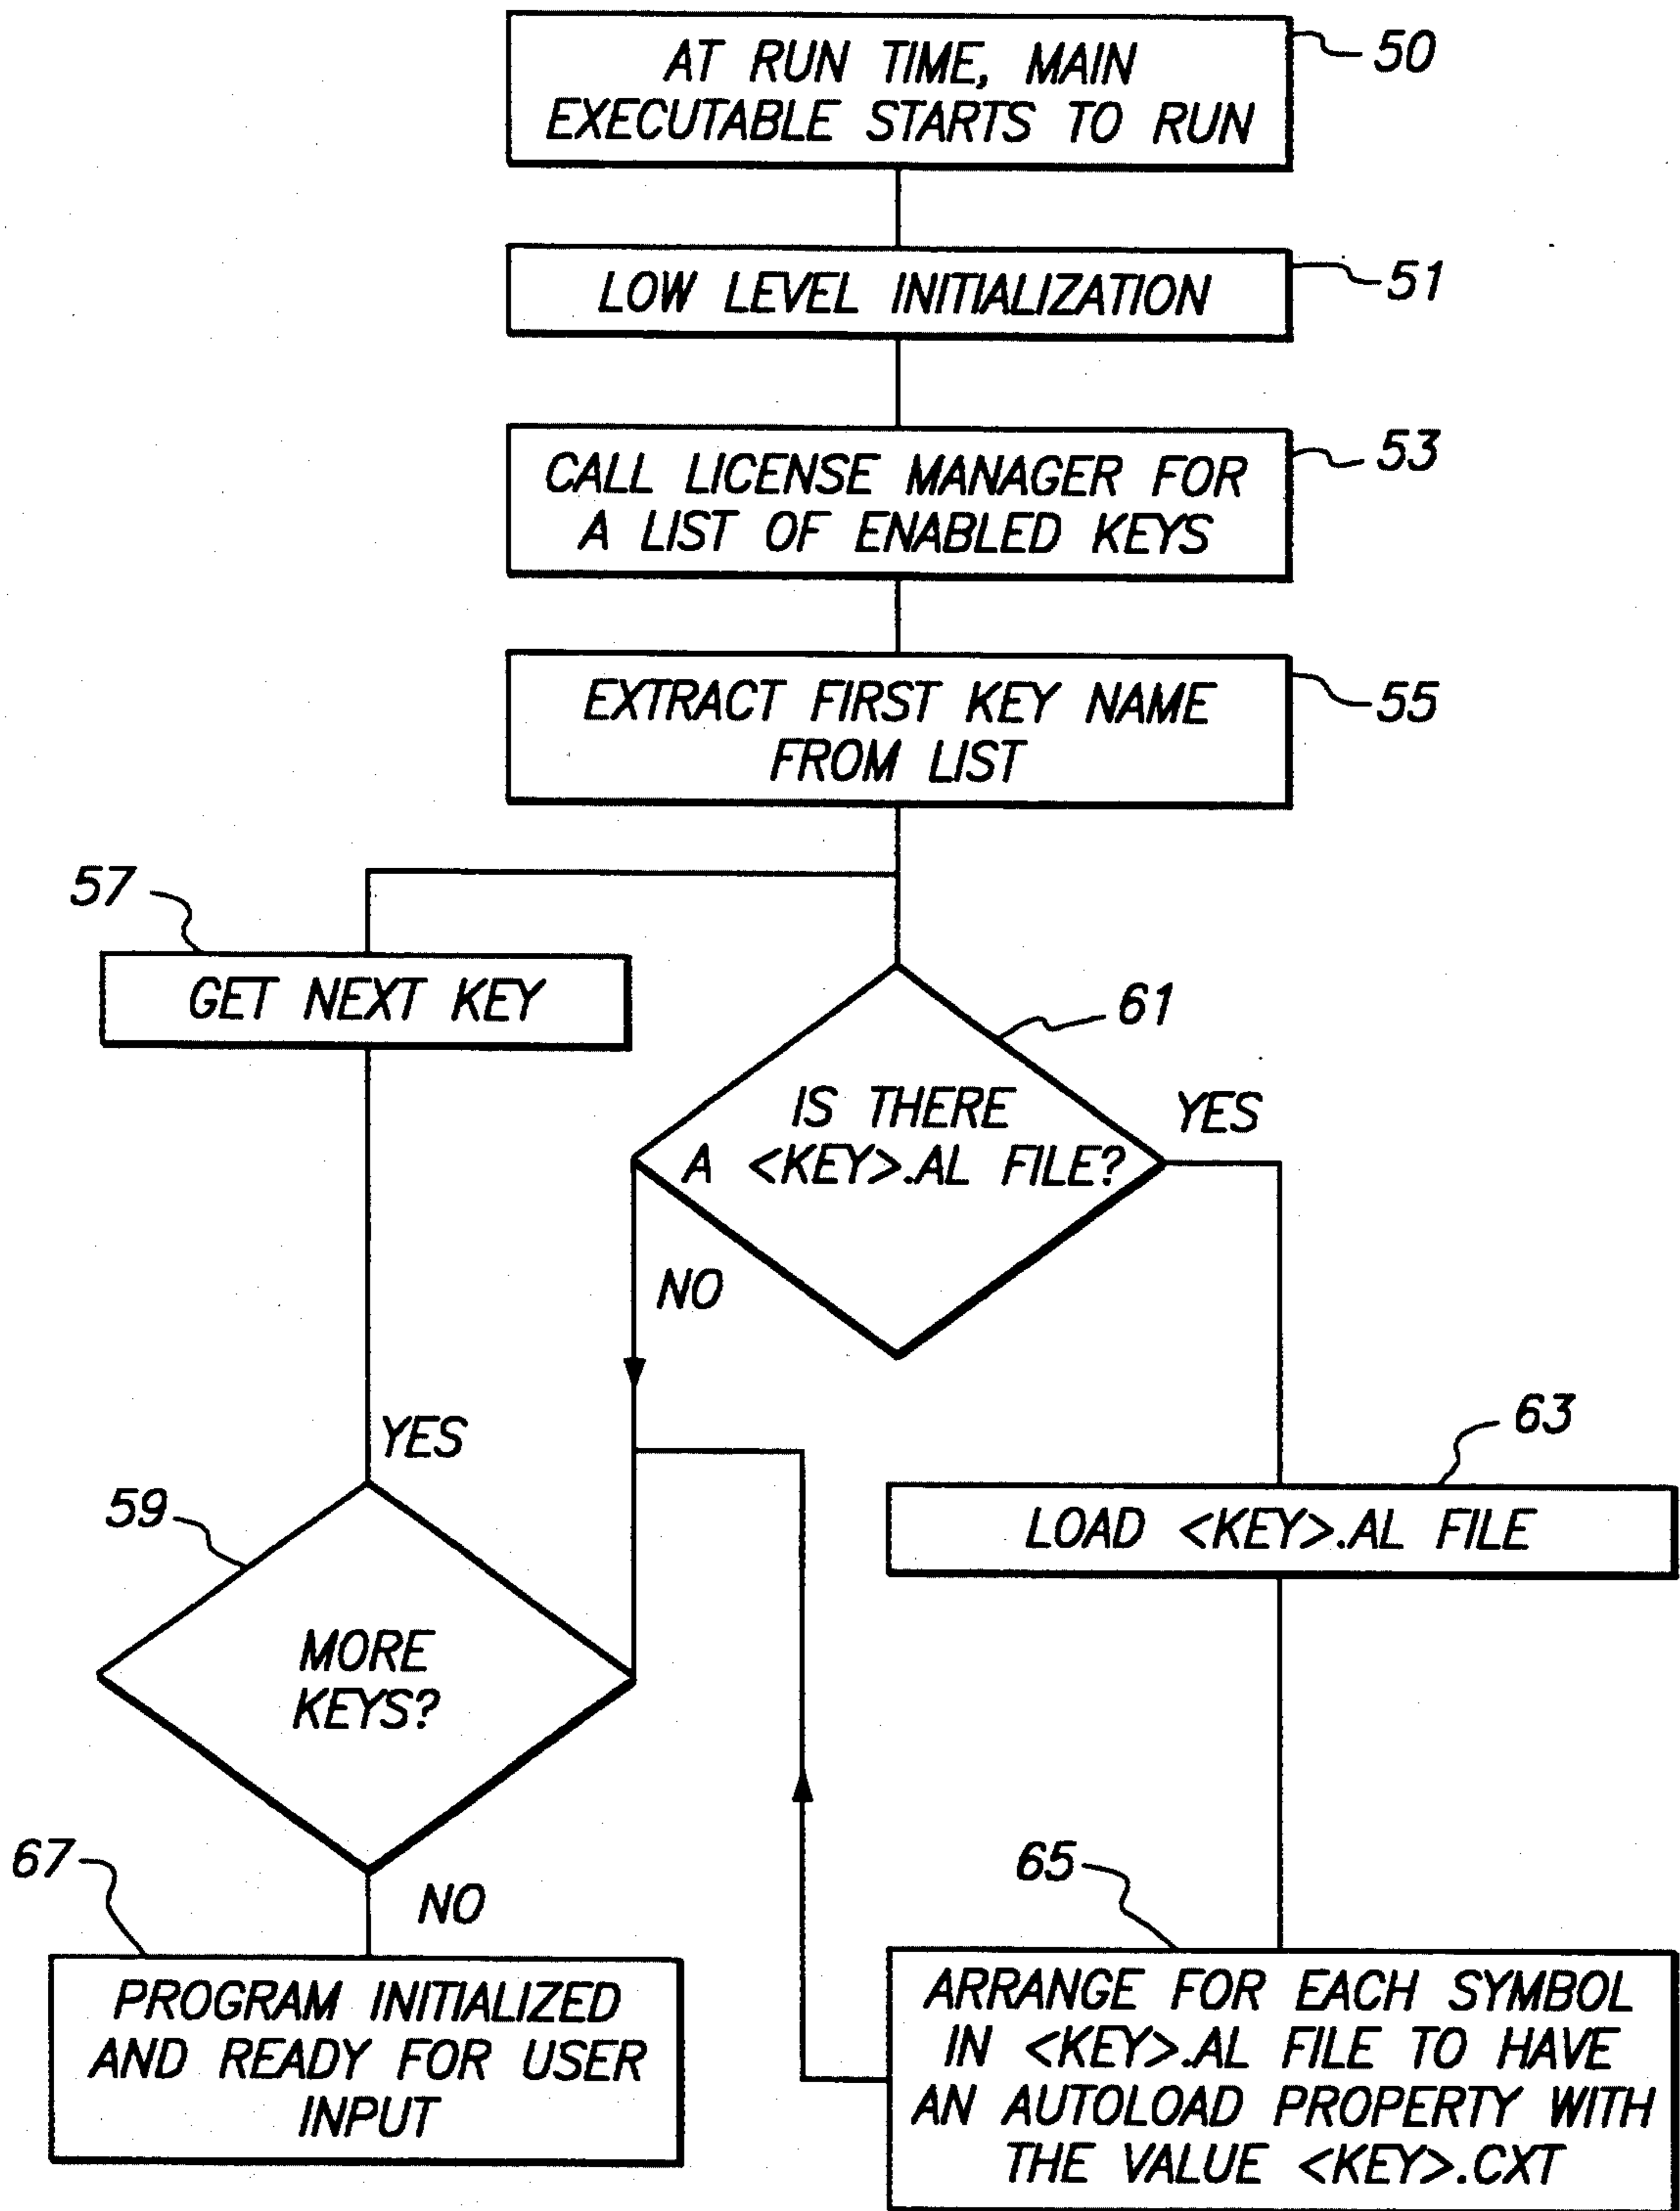 AT RUN TIME, MAIN
EXECUTABLE STARTS TO RUN
50
LOW LEVEL INITIALIZATION
51
CALL LICENSE MANAGER FOR
A LIST OF ENABLED KEYS
53
EXTRACT FIRST KEY NAME
FROM LIST
55
57
GET NEXT KEY
61
IS THERE
A <KEY>.AL FILE?
YES
NO
63
LOAD <KEY>.AL FILE
YES
59
MORE
KEYS?
NO
67
PROGRAM INITIALIZED
AND READY FOR USER
INPUT
65
ARRANGE FOR EACH SYMBOL
IN <KEY>.AL FILE TO HAVE
AN AUTOLOAD PROPERTY WITH
THE VALUE <KEY>.CXT